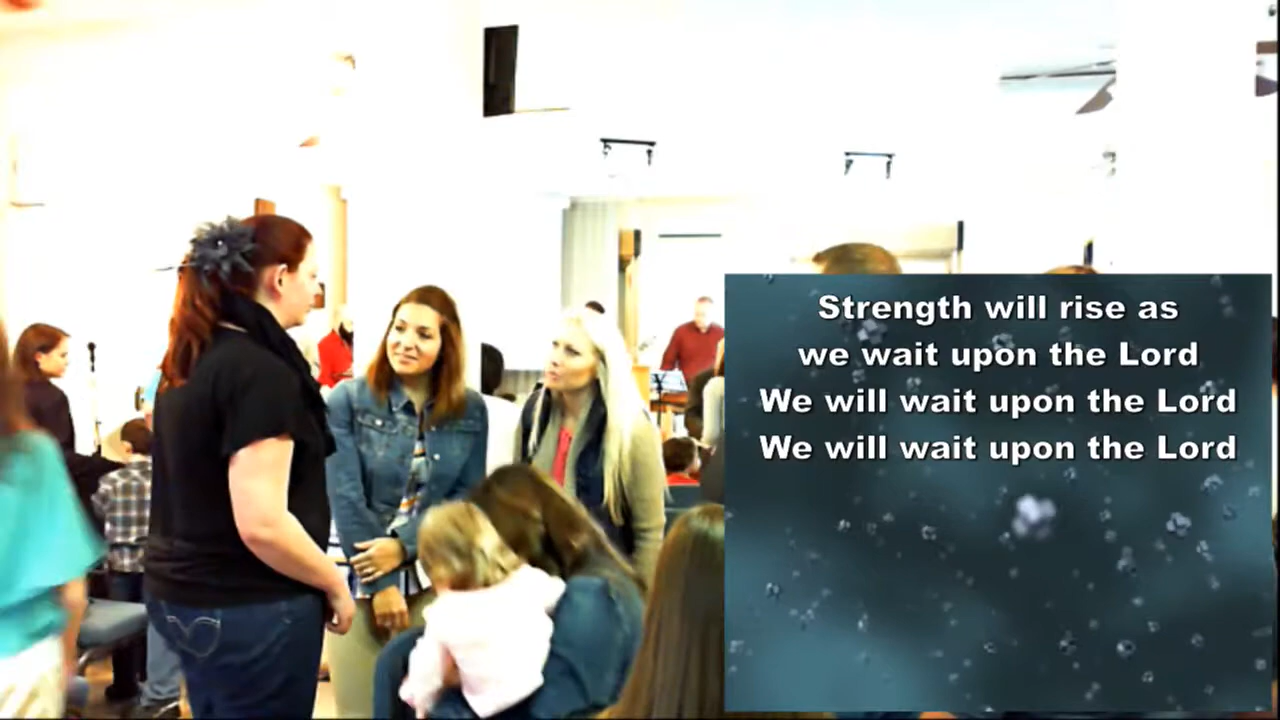 Strength will rise as
we wait upon the Lord
We will wait upon the Lord
We will wait upon the Lord